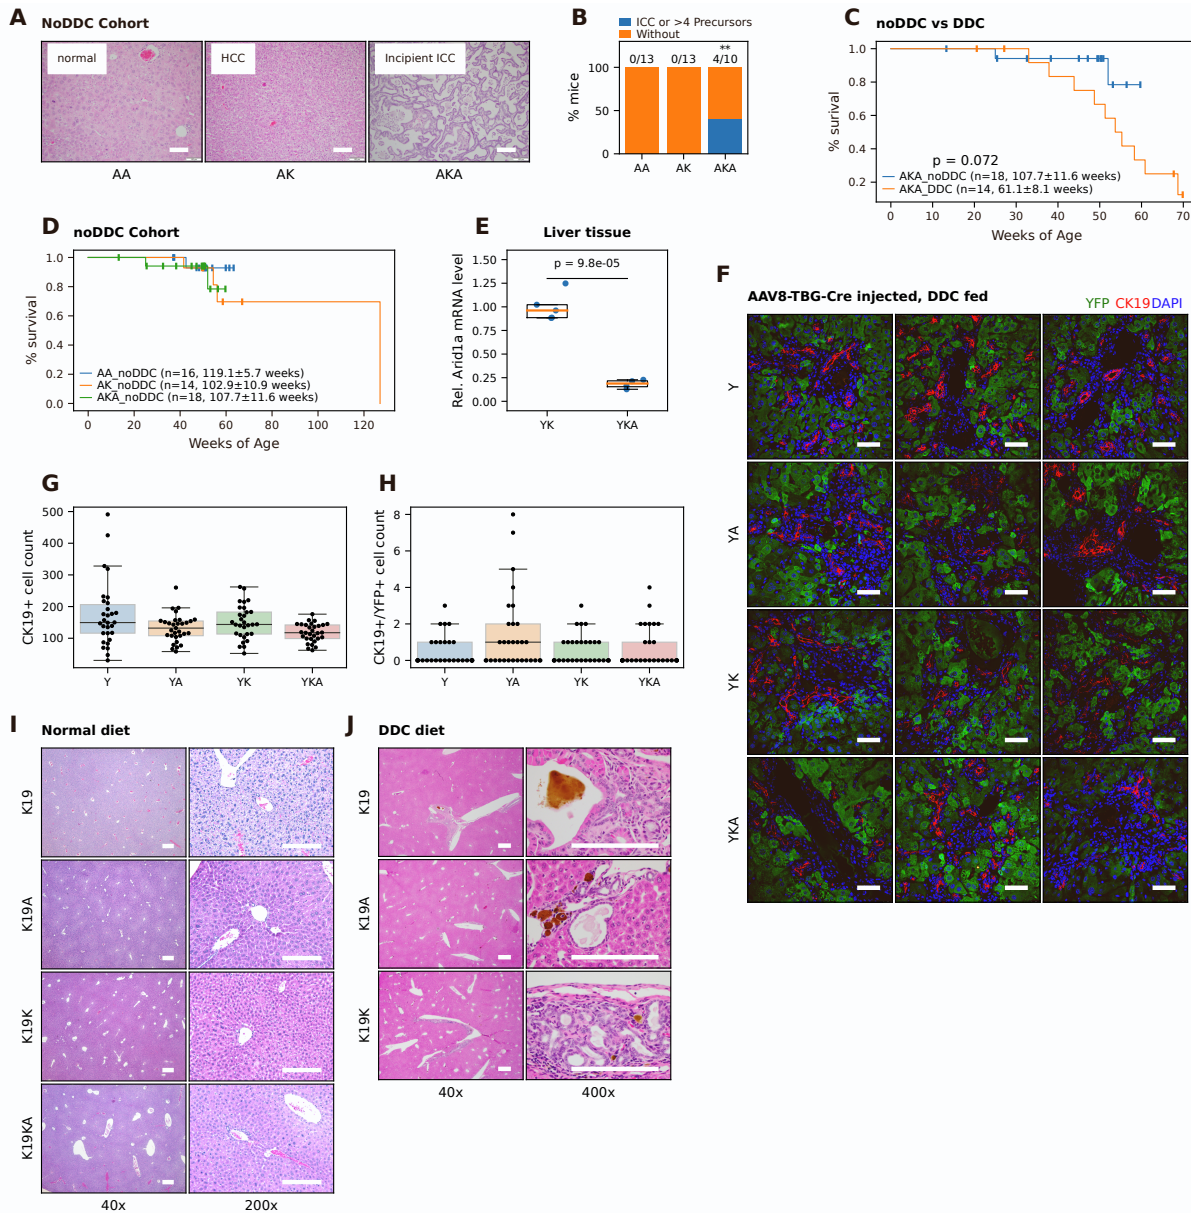 A
NoDDC Cohort
normal
HCC
Incipient ICC
AA
AK
AKA
B
ICC or >4 Precursors
Without
**
0/13
0/13
4/10
% mice
100
50
0
AA
AK
AKA
C
noDDC vs DDC
% surival
1.0
0.8
0.6
0.4
0.2
p = 0.072
AKA_noDDC (n=18, 107.7±11.6 weeks)
AKA_DDC (n=14, 61.1±8.1 weeks)
0
10
20
30
40
50
60
70
Weeks of Age
D
noDDC Cohort
% survival
1.0
0.8
0.6
0.4
0.2
0.0
AA_noDDC (n=16, 119.1±5.7 weeks)
AK_noDDC (n=14, 102.9±10.9 weeks)
AKA_noDDC (n=18, 107.7±11.6 weeks)
0
20
40
60
80
100
120
Weeks of Age
E
Liver tissue
Rel. Arid1a mRNA level
1.50
1.25
1.00
0.75
0.50
0.25
0.00
p = 9.8e-05
YK
YKA
F
AAV8-TBG-Cre injected, DDC fed
YFP CK19 DAPI
Y
YA
YK
YKA
G
CK19+ cell count
500
400
300
200
100
Y
YA
YK
YKA
H
CK19+/YFP+ cell count
8
6
4
2
0
Y
YA
YK
YKA
I
Normal diet
K19
K19A
K19K
K19KA
40x
200x
J
DDC diet
K19
K19A
K19K
40x
400x